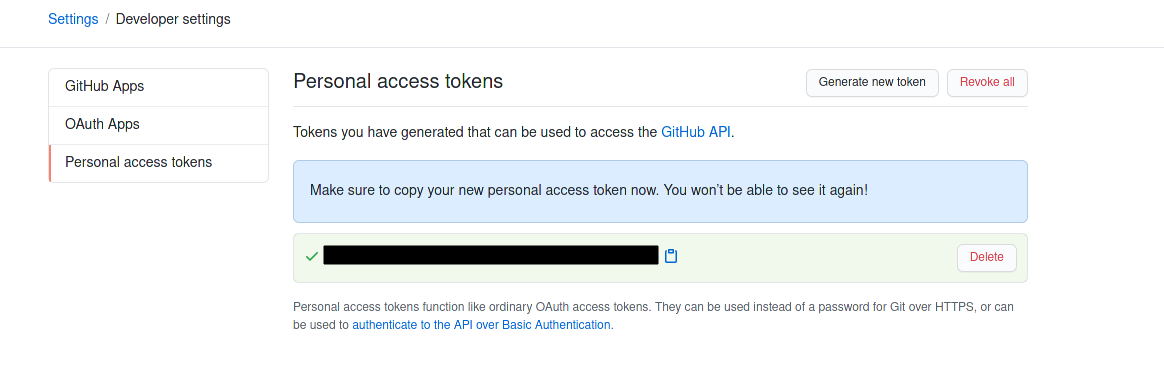 Settings / Developer settings
GitHub Apps
OAuth Apps
Personal access tokens
Personal access tokens
Generate new token
Revoke all
Tokens you have generated that can be used to access the GitHub API.
Make sure to copy your new personal access token now. You won’t be able to see it again!
Delete
Personal access tokens function like ordinary OAuth access tokens. They can be used instead of a password for Git over HTTPS, or can
be used to authenticate to the API over Basic Authentication.